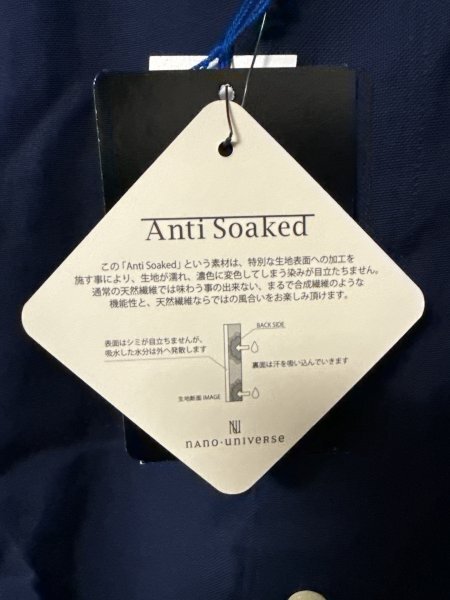 Anti Soaked
この「Anti Soaked」という素材は、特別な生地表面への加工を
施す事により、生地が濡れ、濃色に変色してしまう染みが目立ちません。
通常の天然繊維では味わう事の出来ない、まるで合成繊維のような
機能性と、天然繊維ならではの風合いをお楽しみ頂けます。
BACK SIDE
表面はシミが目立ちませんが、
吸水した水分は外へ発散します
裏面は汗を吸い込んでいきます
生地断面 IMAGE
NU
nano·universe